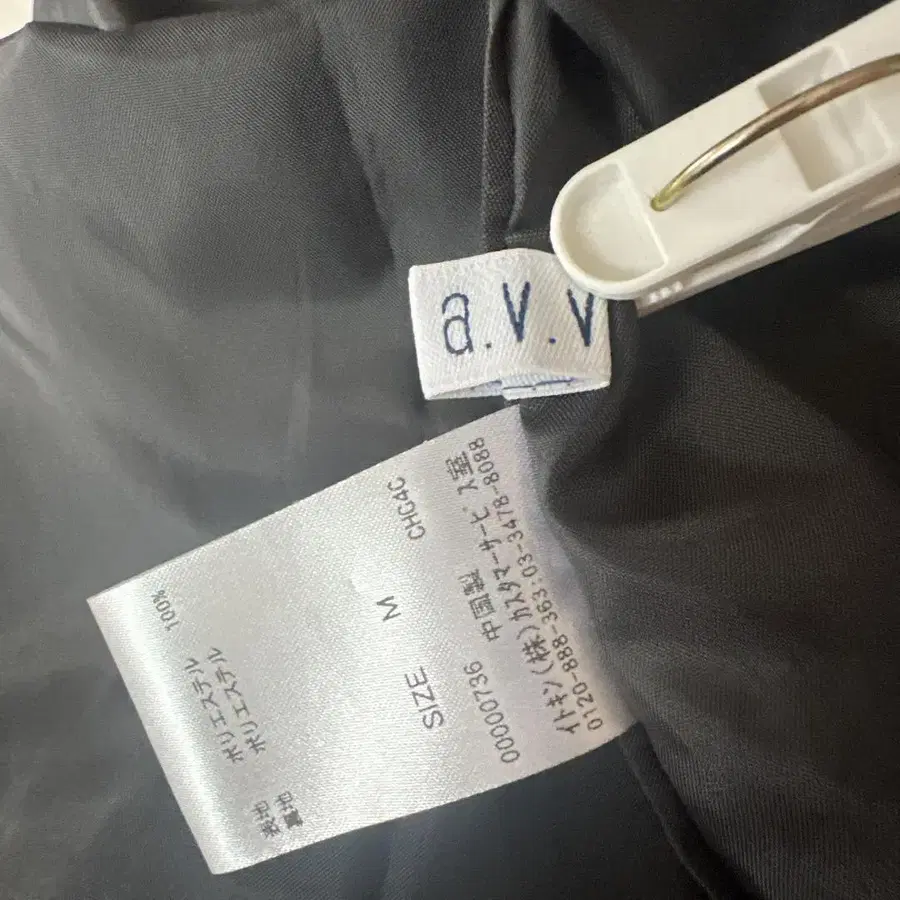 a.v.v
表地 ポリエステル 100%
裏地 ポリエステル
SIZE M CHC4C
00000736 中国製
イトキン(株)カスタマーサービス室
0120-888-363:03-3478-8088